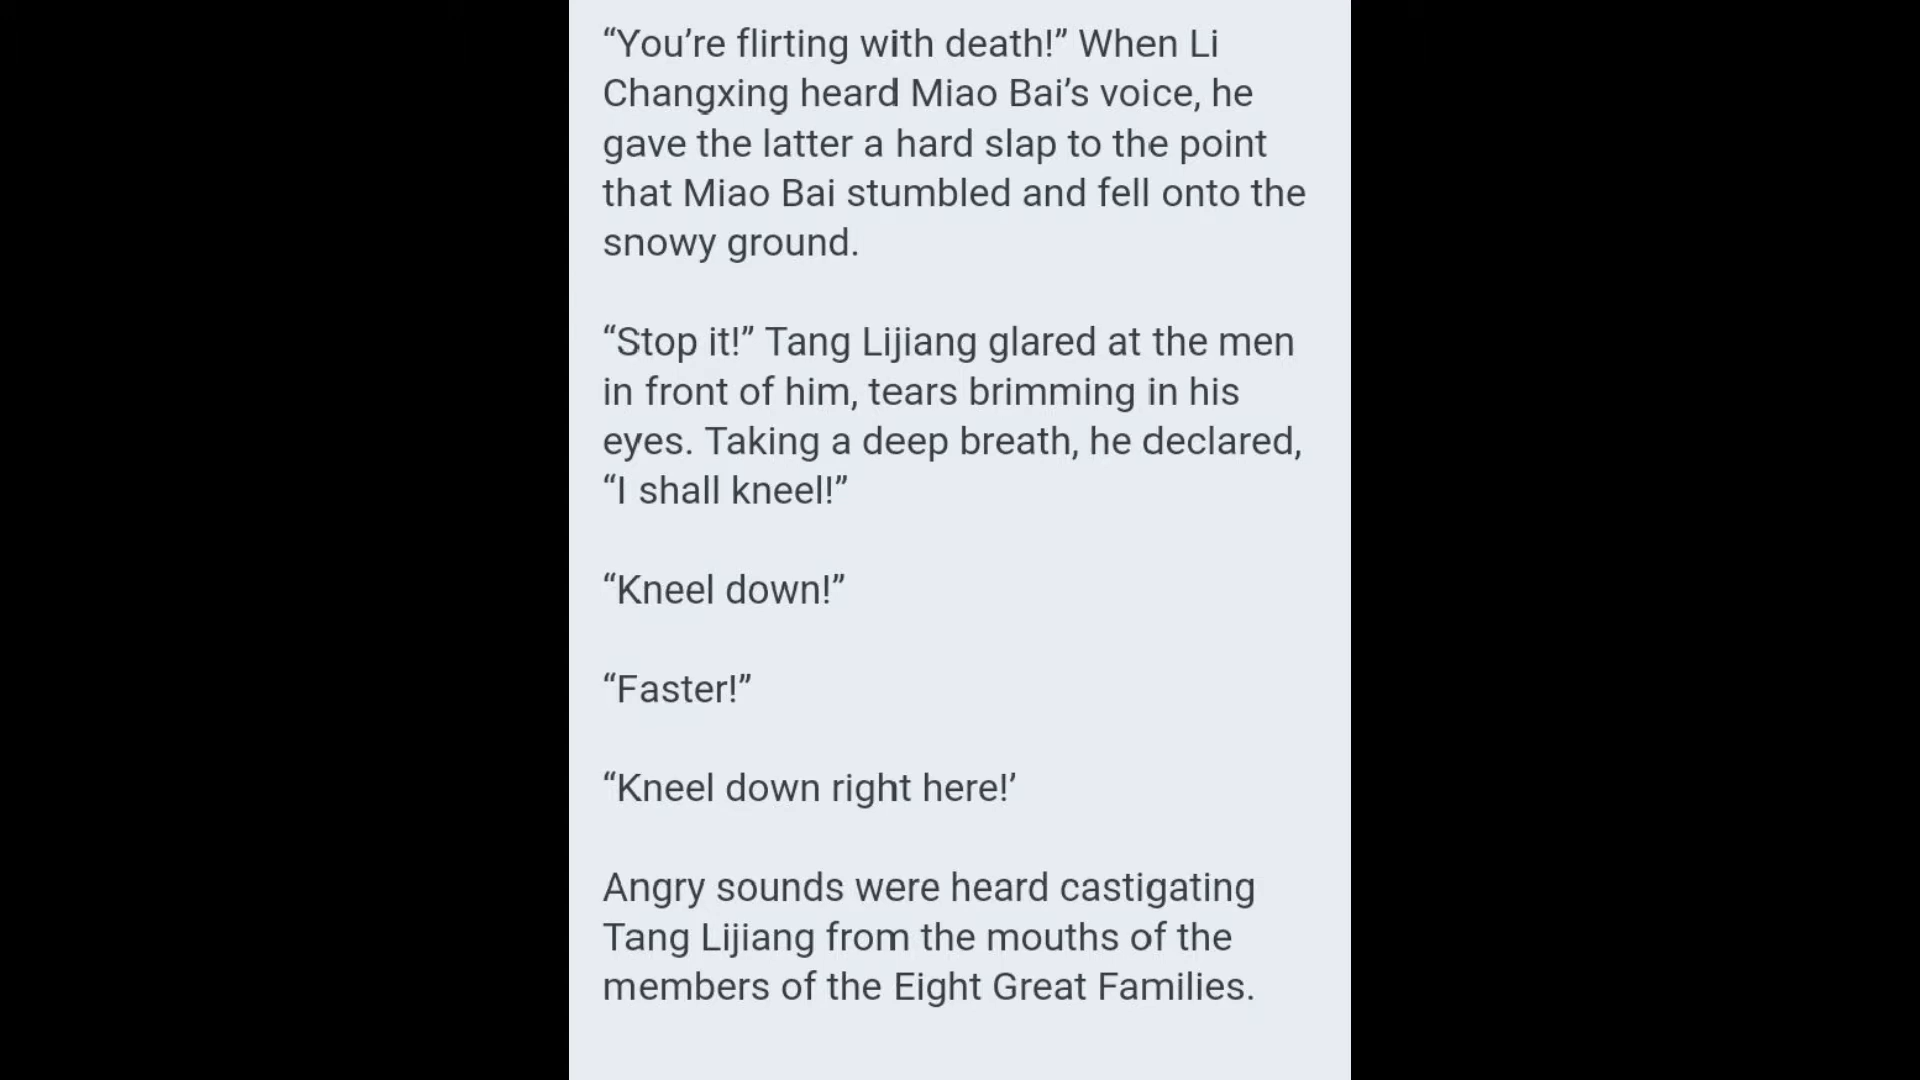 “You’re flirting with death!” When Li
Changxing heard Miao Bai’s voice, he
gave the latter a hard slap to the point
that Miao Bai stumbled and fell onto the
snowy ground.
“Stop it!” Tang Lijiang glared at the men
in front of him, tears brimming in his
eyes. Taking a deep breath, he declared,
“I shall kneel!”
“Kneel down!”
“Faster!”
“Kneel down right here!’
Angry sounds were heard castigating
Tang Lijiang from the mouths of the
members of the Eight Great Families.